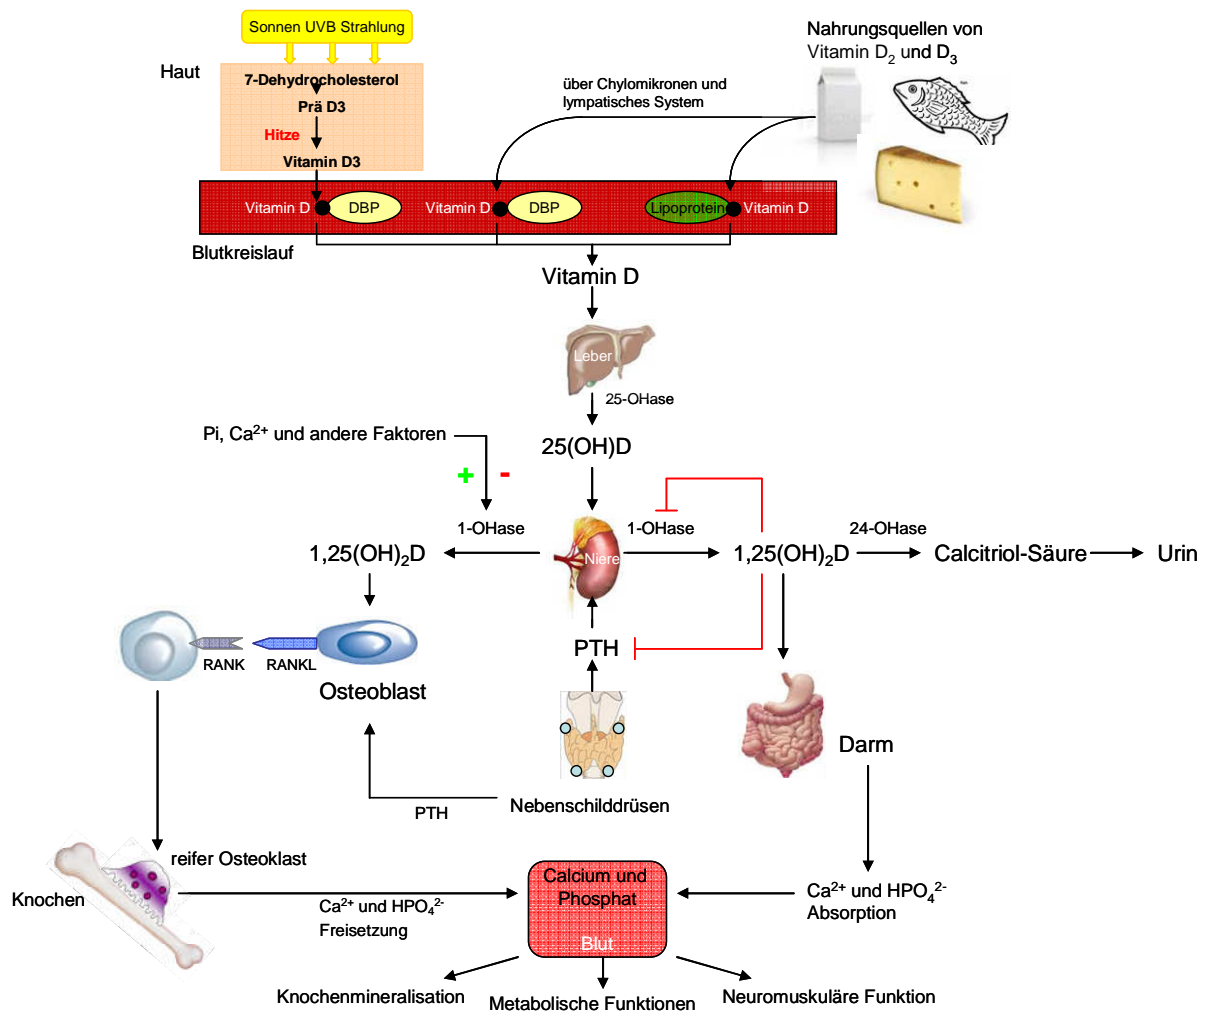 Sonnen UVB Strahlung
Nahrungsquellen von
Vitamin D₂ und D₃
Haut
7-Dehydrocholesterol
Prä D3
Hitze
Vitamin D3
über Chylomikronen und
lympatisches System
Vitamin D
DBP
Vitamin D
DBP
Lipoprotein
Vitamin D
Blutkreislauf
Vitamin D
Leber
25-OHase
Pi, Ca²⁺ und andere Faktoren
25(OH)D
+ -
1-OHase
1-OHase
24-OHase
1,25(OH)₂D
Niere
1,25(OH)₂D
Calcitriol-Säure
Urin
RANK
RANKL
PTH
Osteoblast
Darm
Nebenschilddrüsen
PTH
reifer Osteoklast
Knochen
Ca²⁺ und HPO₄²⁻
Freisetzung
Calcium und
Phosphat
Blut
Ca²⁺ und HPO₄²⁻
Absorption
Knochenmineralisation
Metabolische Funktionen
Neuromuskuläre Funktion